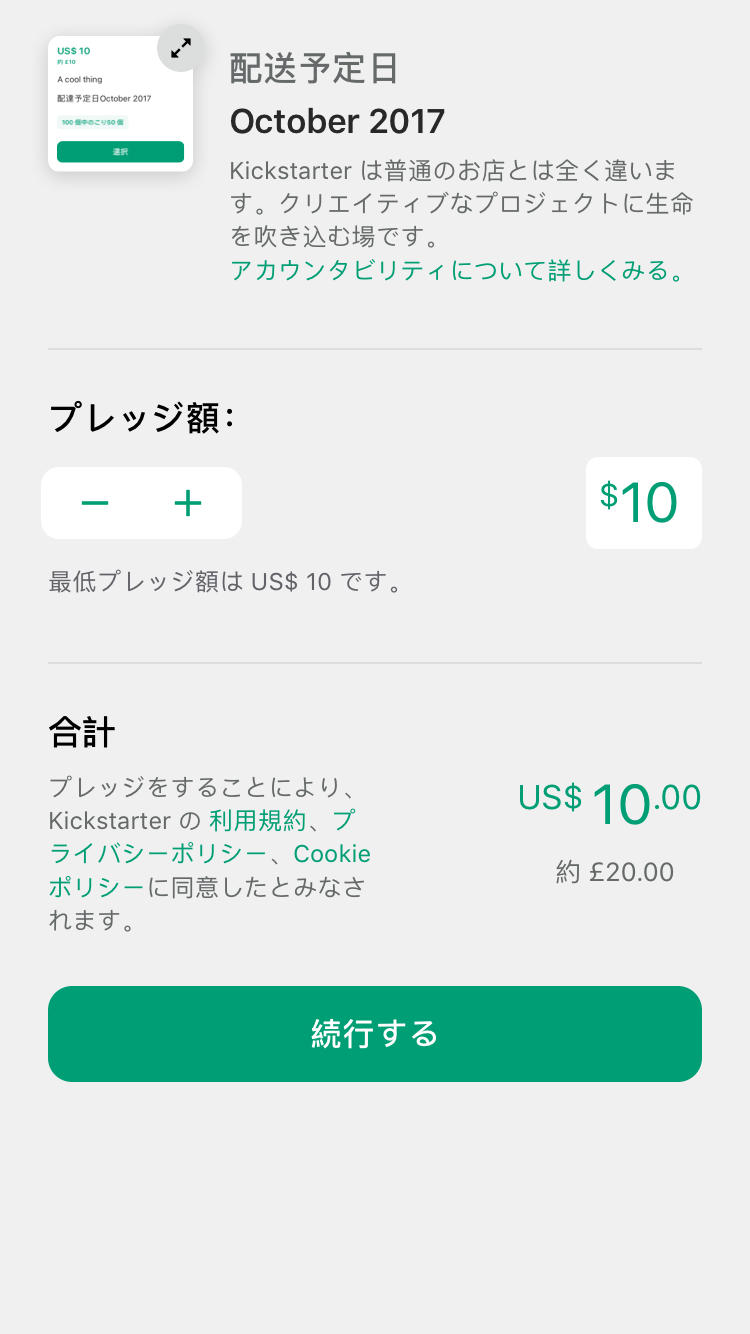 US$ 10
約 £10
A cool thing
配達予定日October 2017
100 個中のこり50 個
選択
配送予定日
October 2017
Kickstarter は普通のお店とは全く違いま
す。クリエイティブなプロジェクトに生命
を吹き込む場です。
アカウンタビリティについて詳しくみる。
プレッジ額：
− +
$10
最低プレッジ額は US$ 10 です。
合計
プレッジをすることにより、
Kickstarter の 利用規約、プ
ライバシーポリシー、Cookie
ポリシーに同意したとみなさ
れます。
US$ 10.00
約 £20.00
続行する